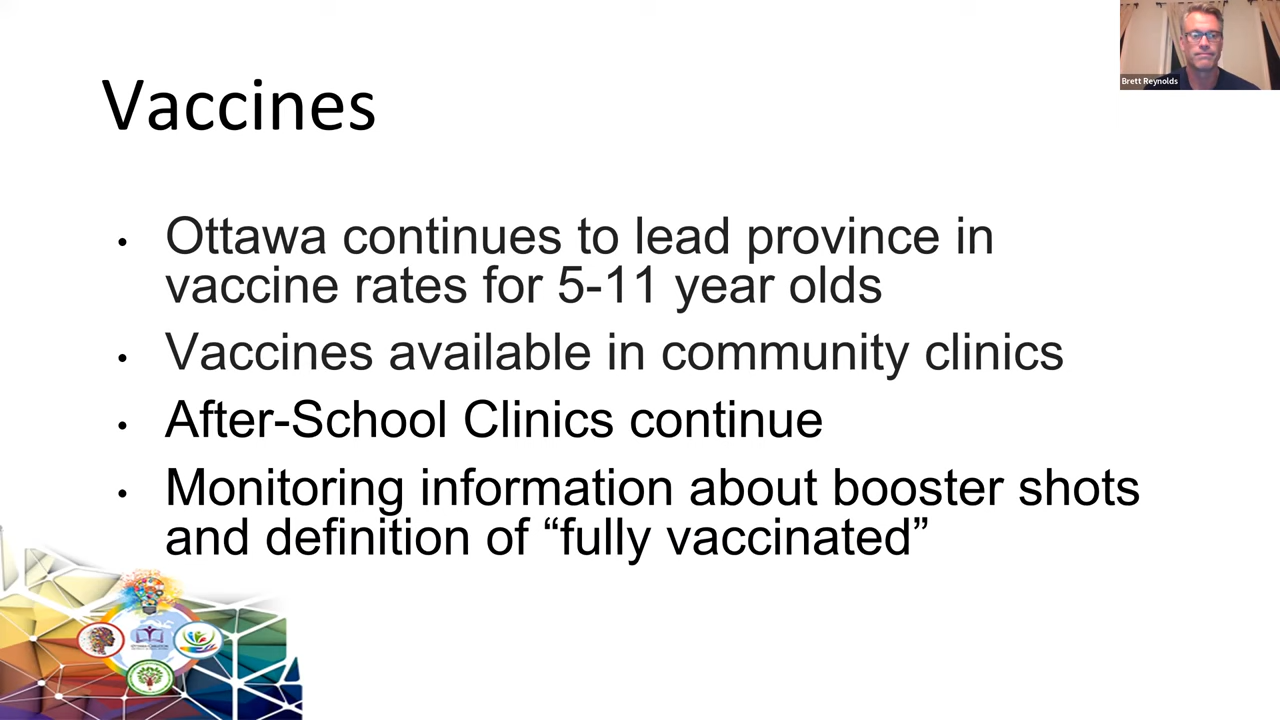 Brett Reynolds
Vaccines
• Ottawa continues to lead province in
vaccine rates for 5-11 year olds
• Vaccines available in community clinics
• After-School Clinics continue
• Monitoring information about booster shots
and definition of “fully vaccinated”